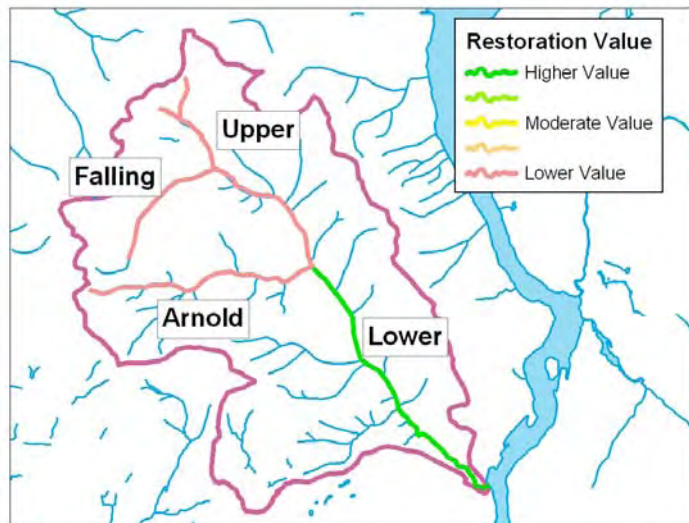 Restoration Value
Higher Value
Moderate Value
Lower Value
Upper
Falling
Arnold
Lower